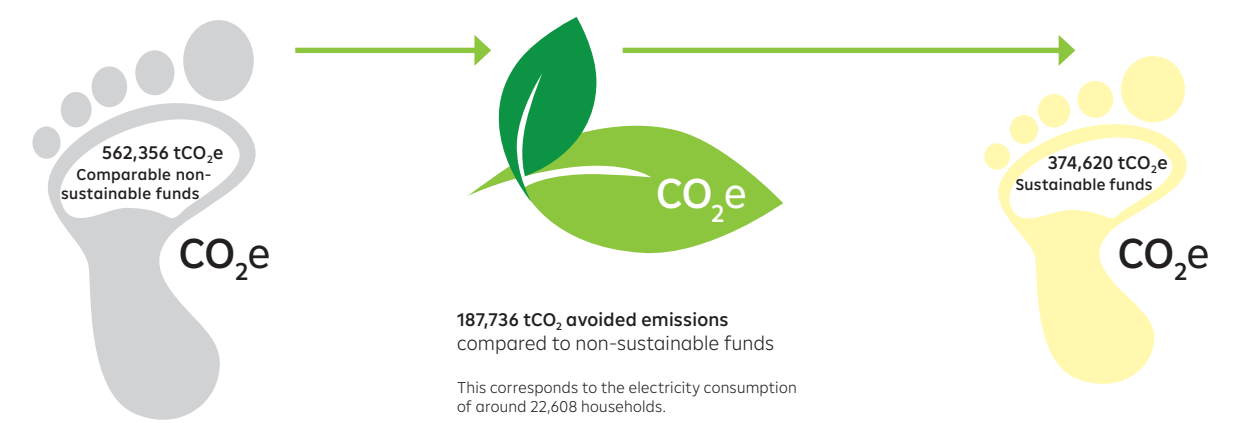 562,356 tCO₂e
Comparable non-
sustainable funds
CO₂e
CO₂e
187,736 tCO₂ avoided emissions
compared to non-sustainable funds
This corresponds to the electricity consumption
of around 22,608 households.
374,620 tCO₂e
Sustainable funds
CO₂e